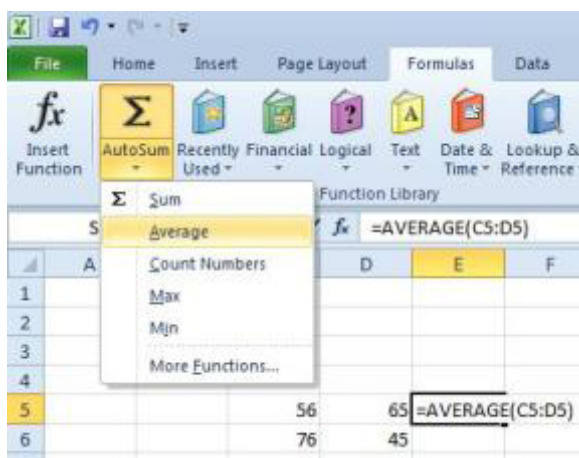 File Home Insert Page Layout Formulas Data
fx Σ ? A
Insert Function AutoSum Recently Used Financial Logical Text Date & Time Lookup & Reference
Function Library
Σ Sum
Average
Count Numbers
Max
Min
More Functions...
S fx =AVERAGE(C5:D5)
A D E F
1
2
3
4
5 56 65 =AVERAGE(C5:D5)
6 76 45